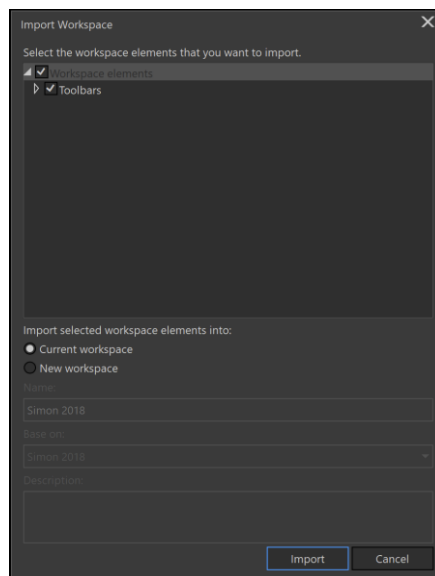 Import Workspace
Select the workspace elements that you want to import.
Workspace elements
Toolbars
Import selected workspace elements into:
Current workspace
New workspace
Name:
Simon 2018
Base on:
Simon 2018
Description:
Import Cancel